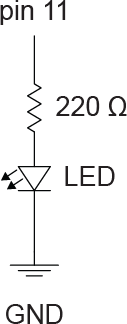 pin 11
220 Ω
LED
GND